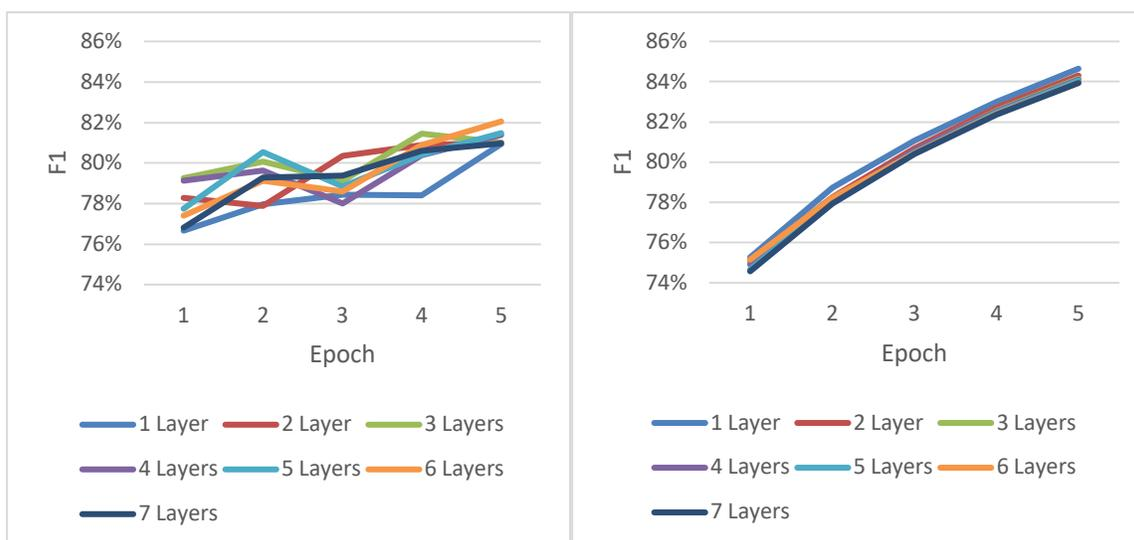 86%
84%
82%
80%
78%
76%
74%
F1
1 2 3 4 5
Epoch
1 Layer 2 Layer 3 Layers
4 Layers 5 Layers 6 Layers
7 Layers
86%
84%
82%
80%
78%
76%
74%
F1
1 2 3 4 5
Epoch
1 Layer 2 Layer 3 Layers
4 Layers 5 Layers 6 Layers
7 Layers